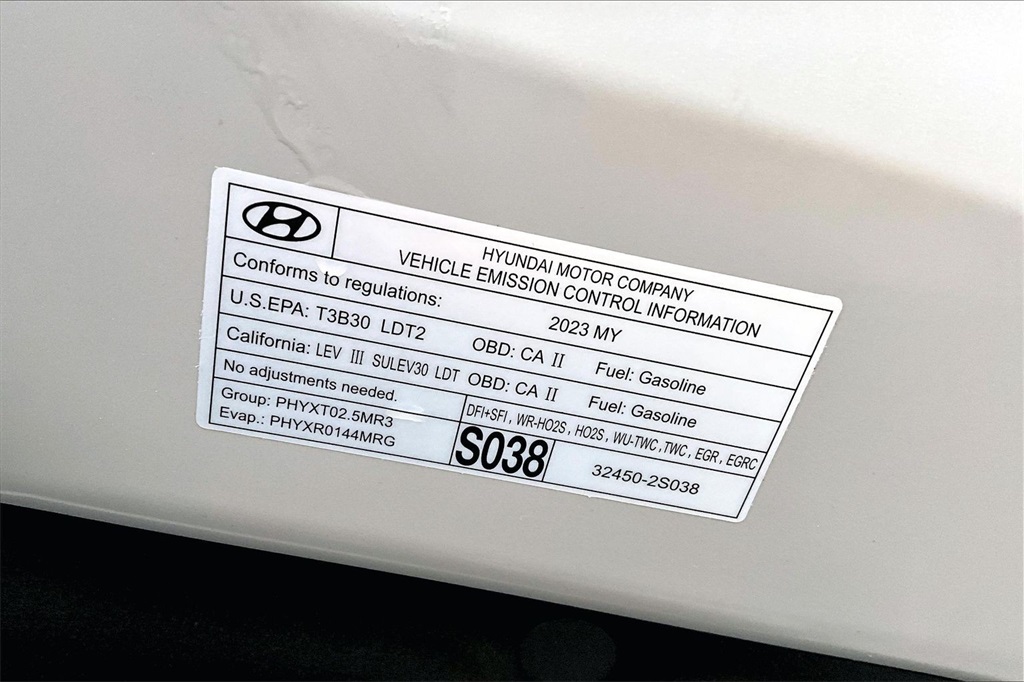 HYUNDAI MOTOR COMPANY
VEHICLE EMISSION CONTROL INFORMATION
Conforms to regulations: 2023 MY
U.S.EPA: T3B30 LDT2 OBD: CA II Fuel: Gasoline
California: LEV III SULEV30 LDT OBD: CA II Fuel: Gasoline
No adjustments needed.
DFI+SFI, WR-HO2S, HO2S, WU-TWC, TWC, EGR, EGRC
Group: PHYXT02.5MR3
Evap.: PHYXR0144MRG
S038
32450-2S038